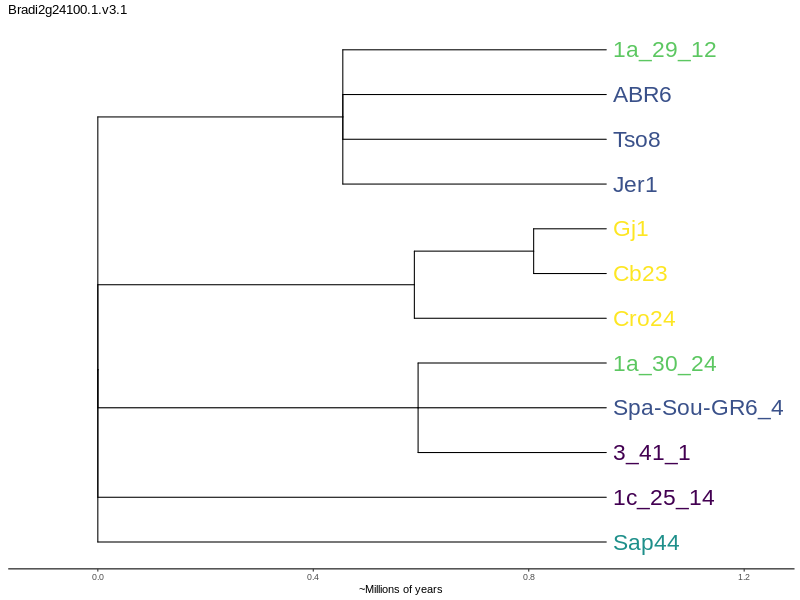 Bradi2g24100.1.v3.1
1a_29_12
ABR6
Tso8
Jer1
Gj1
Cb23
Cro24
1a_30_24
Spa-Sou-GR6_4
3_41_1
1c_25_14
Sap44
0.0 0.4 0.8 1.2
~Millions of years